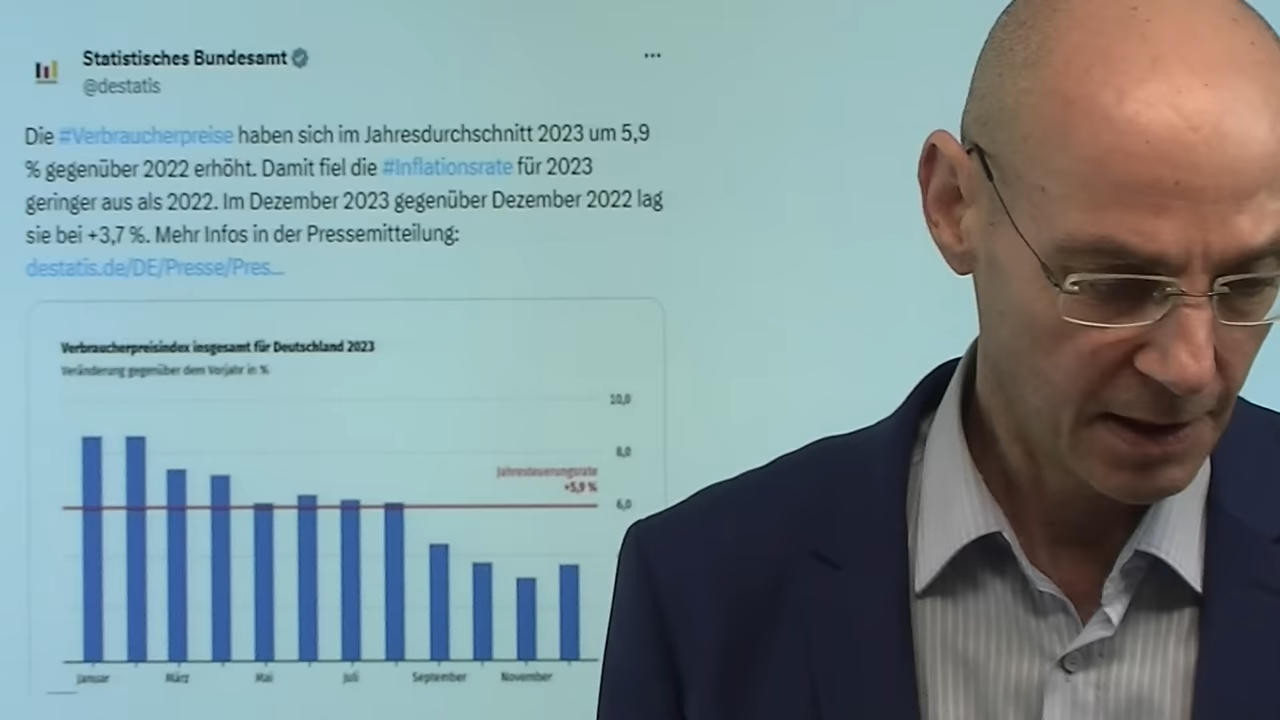 Statistisches Bundesamt
@destatis
Die #Verbraucherpreise haben sich im Jahresdurchschnitt 2023 um 5,9
% gegenüber 2022 erhöht. Damit fiel die #Inflationsrate für 2023
geringer aus als 2022. Im Dezember 2023 gegenüber Dezember 2022 lag
sie bei +3,7 %. Mehr Infos in der Pressemitteilung:
destatis.de/DE/Presse/Pres...
Verbraucherpreisindex insgesamt für Deutschland 2023
Veränderung gegenüber dem Vorjahr in %
10,0
8,0
Jahresteuerungsrate
+5,9 %
6,0
Januar März Mai Juli September November